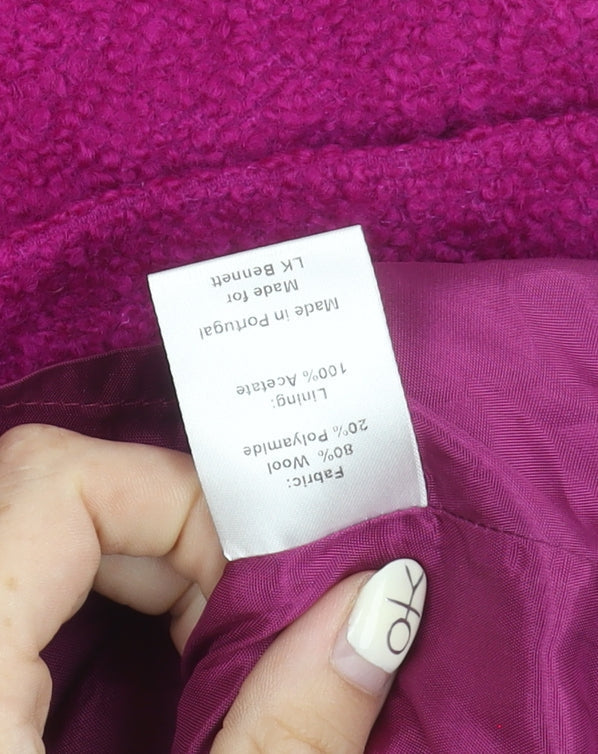 Fabric:
80% Wool
20% Polyamide
Lining:
100% Acetate
Made in Portugal
Made for
LK Bennett
ok